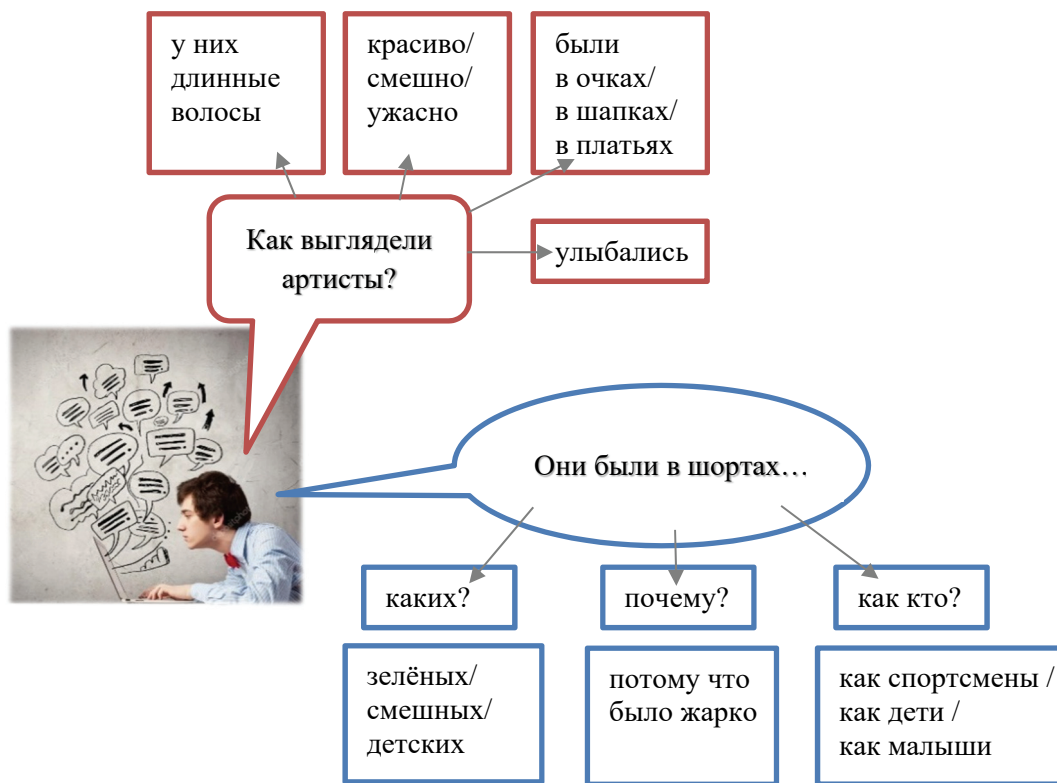 у них
длинные
волосы
красиво/
смешно/
ужасно
были
в очках/
в шапках/
в платьях
Как выглядели
артисты?
улыбались
Они были в шортах…
каких?
почему?
как кто?
зелёных/
смешных/
детских
потому что
было жарко
как спортсмены /
как дети /
как малыши